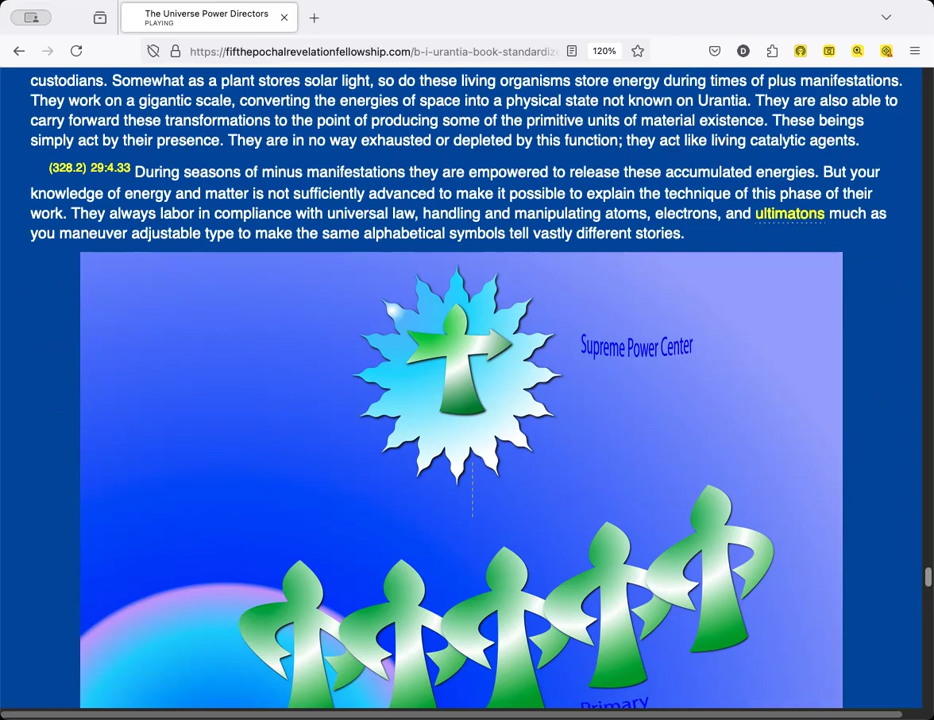 The Universe Power Directors
PLAYING
https://fifthepochalrevelationfellowship.com/b-i-urantia-book-standardize
120%
D
custodians. Somewhat as a plant stores solar light, so do these living organisms store energy during times of plus manifestations.
They work on a gigantic scale, converting the energies of space into a physical state not known on Urantia. They are also able to
carry forward these transformations to the point of producing some of the primitive units of material existence. These beings
simply act by their presence. They are in no way exhausted or depleted by this function; they act like living catalytic agents.
(328.2) 29:4.33 During seasons of minus manifestations they are empowered to release these accumulated energies. But your
knowledge of energy and matter is not sufficiently advanced to make it possible to explain the technique of this phase of their
work. They always labor in compliance with universal law, handling and manipulating atoms, electrons, and ultimatons much as
you maneuver adjustable type to make the same alphabetical symbols tell vastly different stories.
Supreme Power Center
Primary